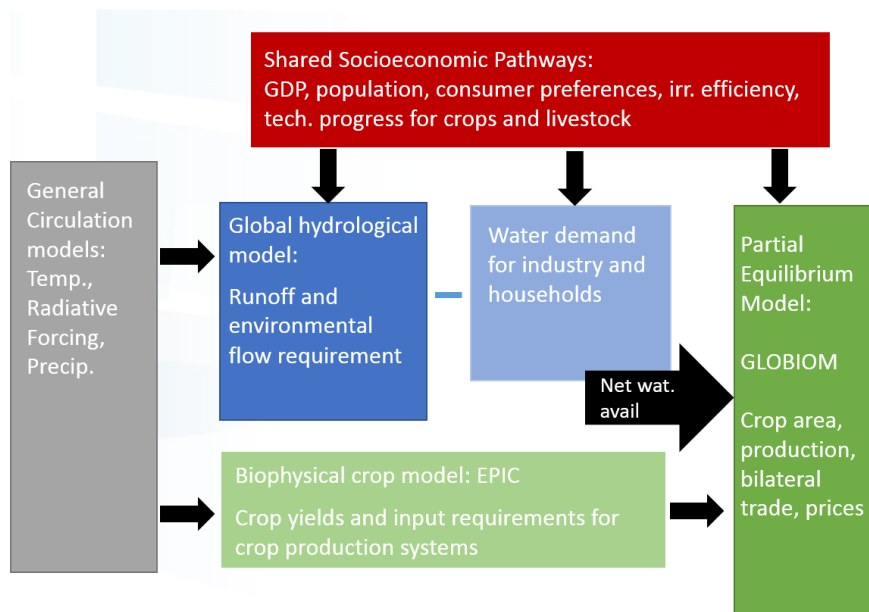 Shared Socioeconomic Pathways:
GDP, population, consumer preferences, irr. efficiency,
tech. progress for crops and livestock
General
Circulation
models:
Temp.,
Radiative
Forcing,
Precip.
Global hydrological
model:
Runoff and
environmental
flow requirement
Water demand
for industry and
households
Net wat.
avail
Partial
Equilibrium
Model:
GLOBIOM
Crop area,
production,
bilateral
trade, prices
Biophysical crop model: EPIC
Crop yields and input requirements for
crop production systems